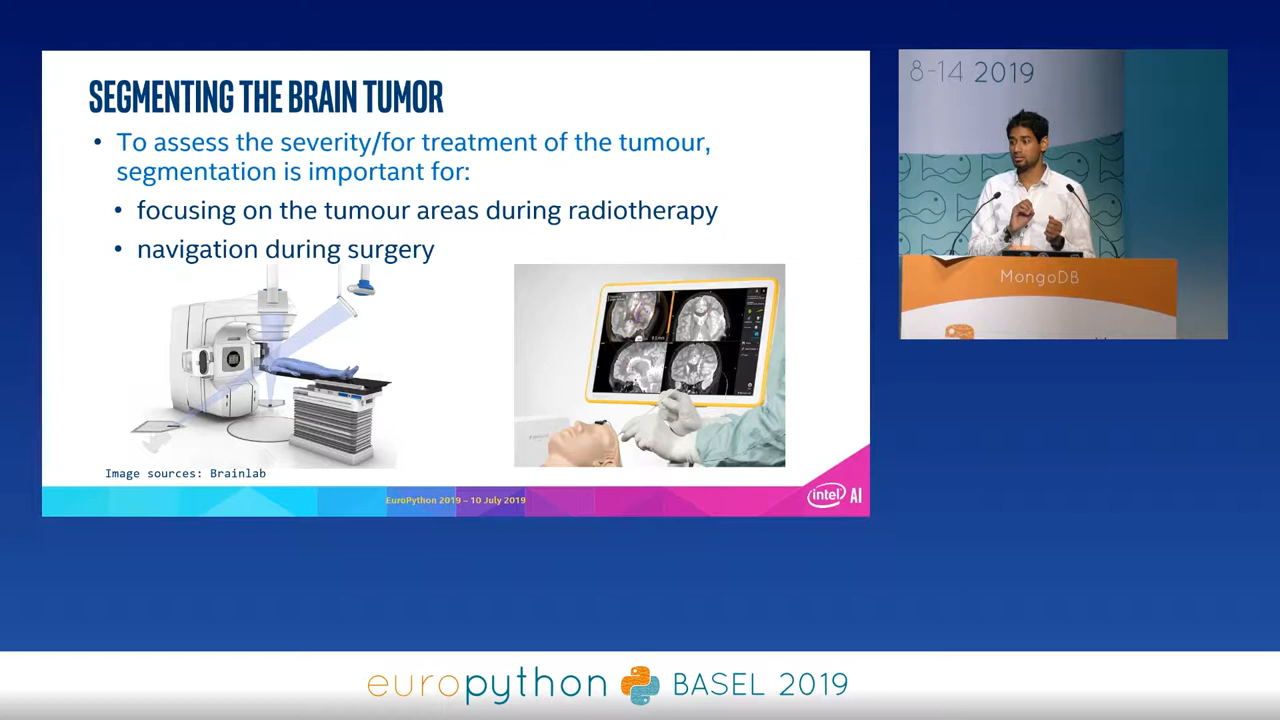 SEGMENTING THE BRAIN TUMOR
• To assess the severity/for treatment of the tumour,
segmentation is important for:
• focusing on the tumour areas during radiotherapy
• navigation during surgery
Image sources: Brainlab
EuroPython 2019 – 10 July 2019
intel AI
8-14 2019
MongoDB
europython BASEL 2019